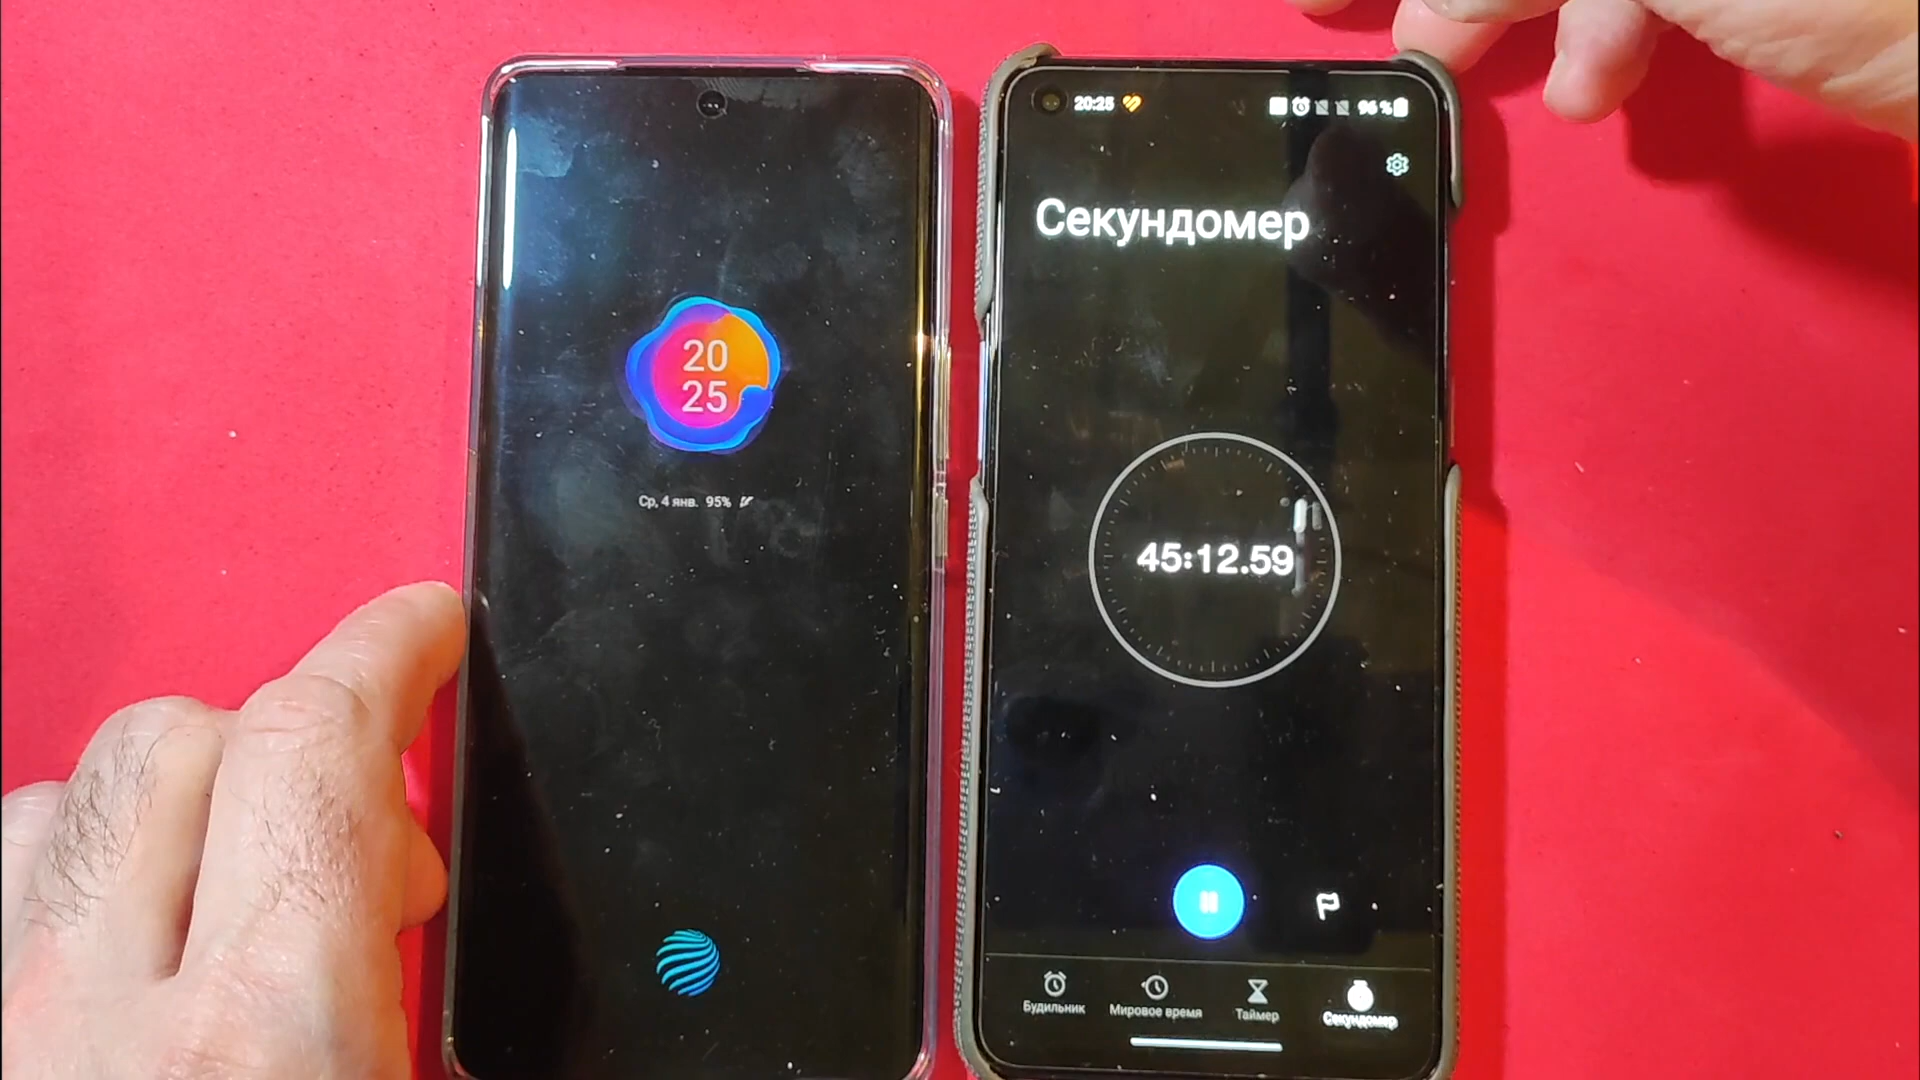 20
25
Ср, 4 янв. 95%
20:25
96 %
Секундомер
45:12.59
Будильник
Мировое время
Таймер
Секундомер